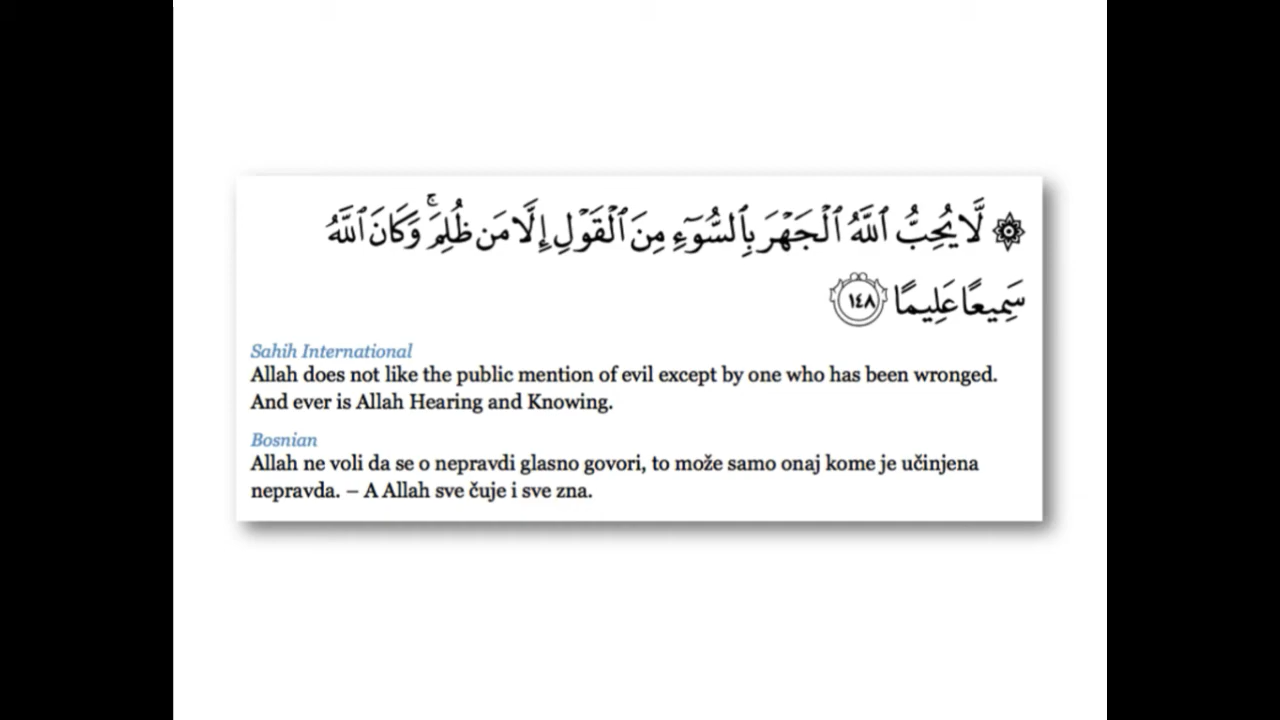 ۞ لَّا يُحِبُّ ٱللَّهُ ٱلْجَهْرَ بِٱلسُّوٓءِ مِنَ ٱلْقَوْلِ إِلَّا مَن ظُلِمَ ۚ وَكَانَ ٱللَّهُ
سَمِيعًا عَلِيمًا ١٤٨
Sahih International
Allah does not like the public mention of evil except by one who has been wronged.
And ever is Allah Hearing and Knowing.
Bosnian
Allah ne voli da se o nepravdi glasno govori, to može samo onaj kome je učinjena
nepravda. – A Allah sve čuje i sve zna.